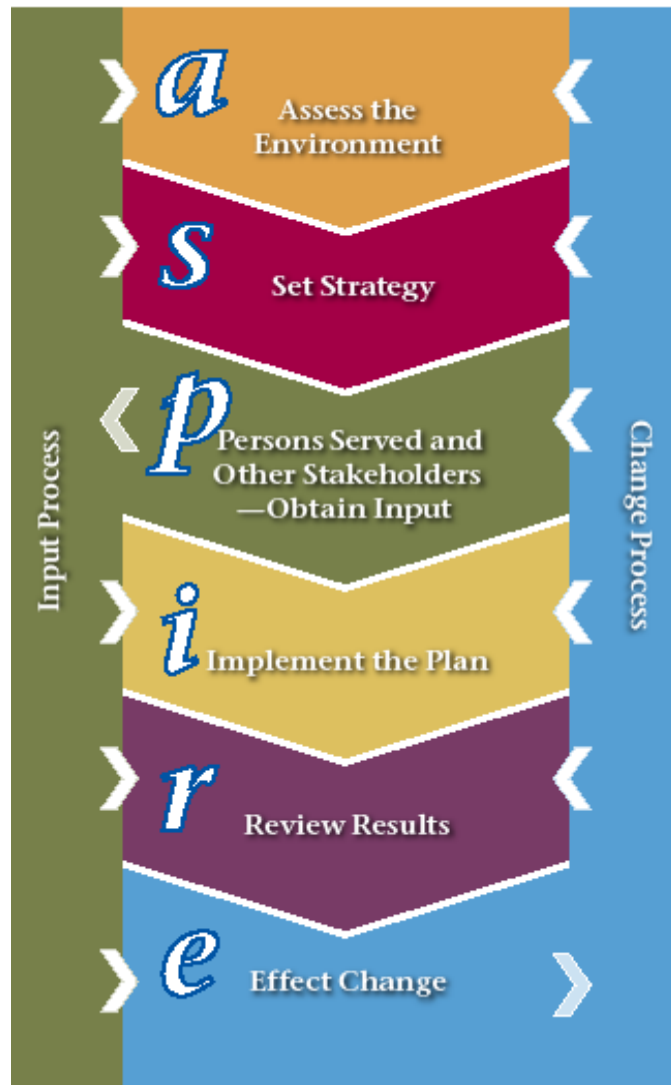 a
Assess the
Environment
s
Set Strategy
p
Persons Served and
Other Stakeholders
—Obtain Input
i
Implement the Plan
r
Review Results
e
Effect Change
Input Process
Change Process